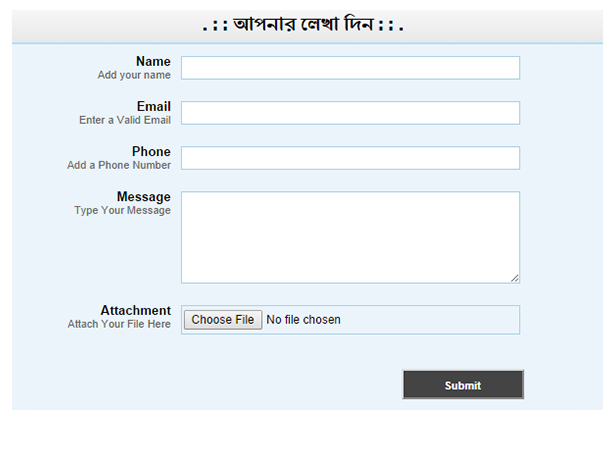 . : : আপনার লেখা দিন : : .
Name
Add your name
Email
Enter a Valid Email
Phone
Add a Phone Number
Message
Type Your Message
Attachment
Attach Your File Here
Choose File No file chosen
Submit